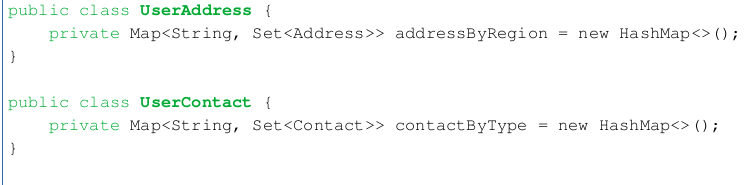 public class UserAddress {
    private Map<String, Set<Address>> addressByRegion = new HashMap<>();
}

public class UserContact {
    private Map<String, Set<Contact>> contactByType = new HashMap<>();
}